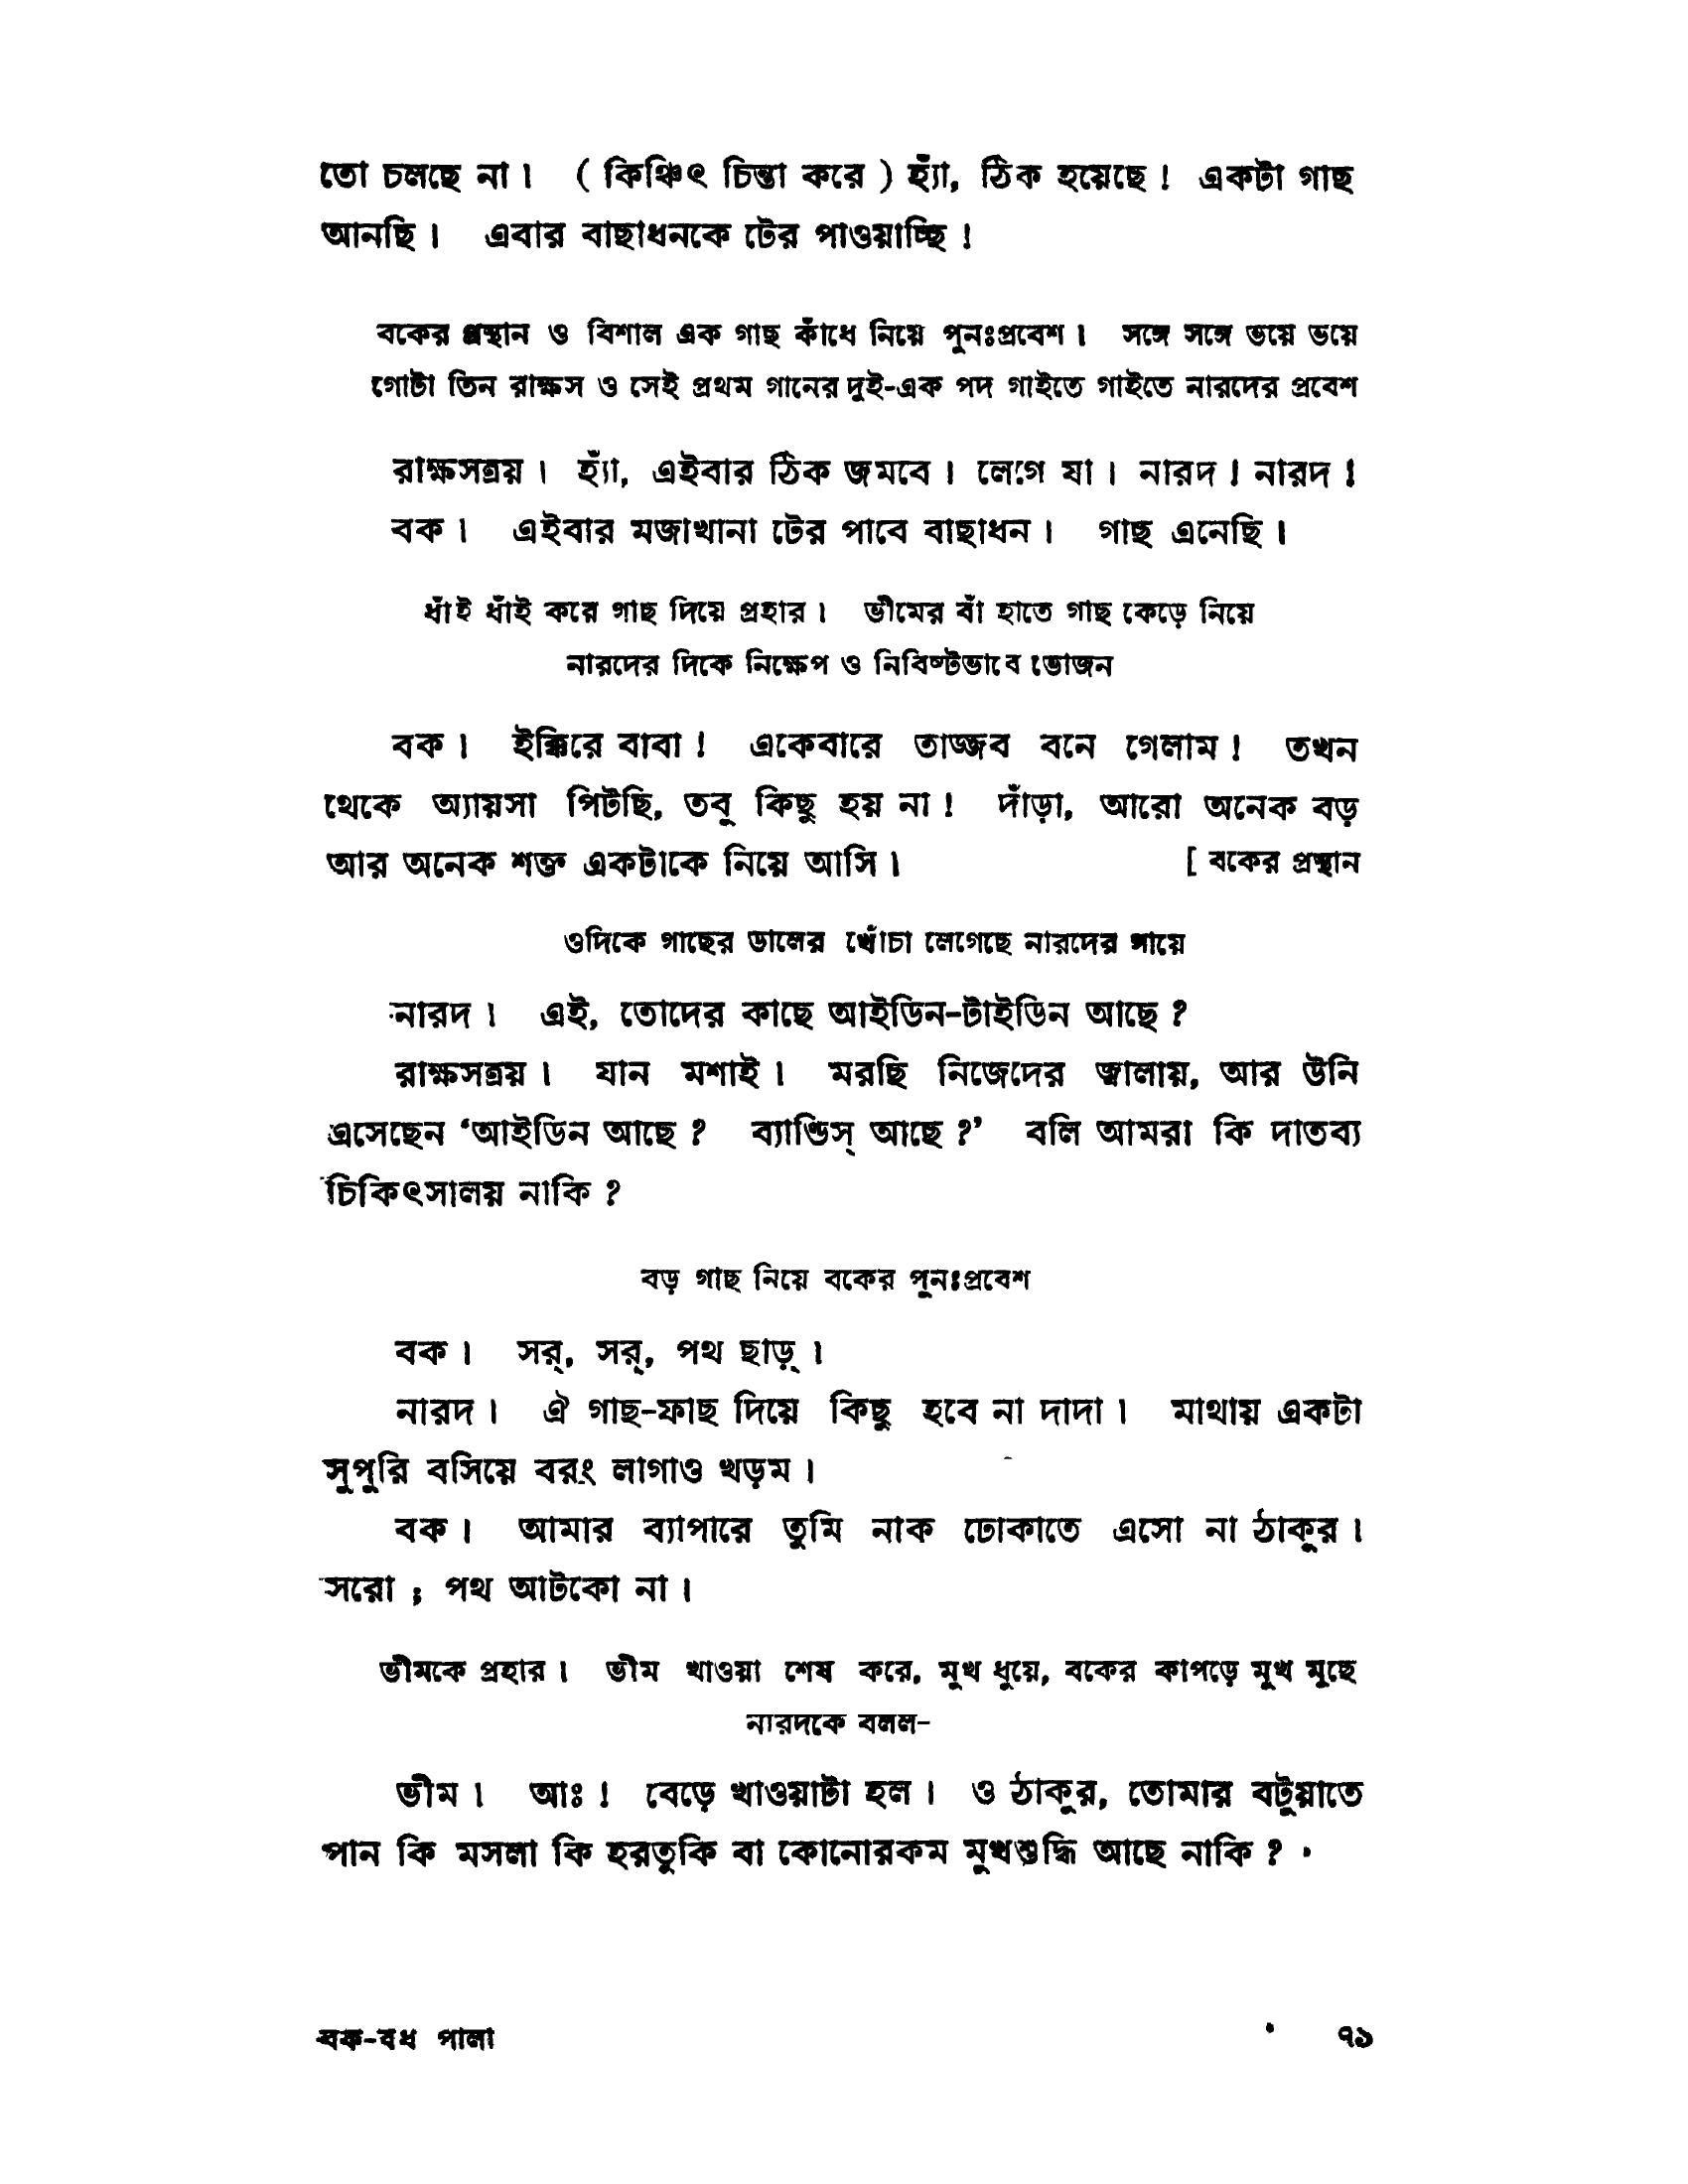 তো চলছে না। ( কিঞ্চিৎ চিন্তা করে ) হ্যাঁ, ঠিক হয়েছে! একটা গাছ
আনছি। এবার বাছাধনকে টের পাওয়াচ্ছি!
বকের প্রস্থান ও বিশাল এক গাছ কাঁধে নিয়ে পুনঃপ্রবেশ। সঙ্গে সঙ্গে ভয়ে ভয়ে
গোটা তিন রাক্ষস ও সেই প্রথম গানের দুই-এক পদ গাইতে গাইতে নারদের প্রবেশ
রাক্ষসত্রয়। হ্যাঁ, এইবার ঠিক জমবে। লেগে যা। নারদ! নারদ!
বক। এইবার মজাখানা টের পাবে বাছাধন। গাছ এনেছি।
ধাঁই ধাঁই করে গাছ দিয়ে প্রহার। ভীমের বাঁ হাতে গাছ কেড়ে নিয়ে
নারদের দিকে নিক্ষেপ ও নিবিষ্টভাবে ভোজন
বক। ইক্কিরে বাবা! একেবারে তাজ্জব বনে গেলাম! তখন
থেকে অ্যায়সা পিটছি, তবু কিছু হয় না! দাঁড়া, আরো অনেক বড়
আর অনেক শক্ত একটাকে নিয়ে আসি। [ বকের প্রস্থান
ওদিকে গাছের ডালের খোঁচা লেগেছে নারদের গায়ে
নারদ। এই, তোদের কাছে আইডিন-টাইডিন আছে?
রাক্ষসত্রয়। যান মশাই। মরছি নিজেদের জ্বালায়, আর উনি
এসেছেন ‘আইডিন আছে? ব্যাণ্ডিস্ আছে?’ বলি আমরা কি দাতব্য
চিকিৎসালয় নাকি?
বড় গাছ নিয়ে বকের পুনঃপ্রবেশ
বক। সর্, সর্, পথ ছাড়্।
নারদ। ঐ গাছ-ফাছ দিয়ে কিছু হবে না দাদা। মাথায় একটা
সুপুরি বসিয়ে বরং লাগাও খড়ম।
বক। আমার ব্যাপারে তুমি নাক ঢোকাতে এসো না ঠাকুর।
সরো; পথ আটকো না।
ভীমকে প্রহার। ভীম খাওয়া শেষ করে, মুখ ধুয়ে, বকের কাপড়ে মুখ মুছে
নারদকে বলল-
ভীম। আঃ! বেড়ে খাওয়াটা হল। ও ঠাকুর, তোমার বটুয়াতে
পান কি মসলা কি হরতুকি বা কোনোরকম মুখশুদ্ধি আছে নাকি?
বক-বধ পালা ৭৯